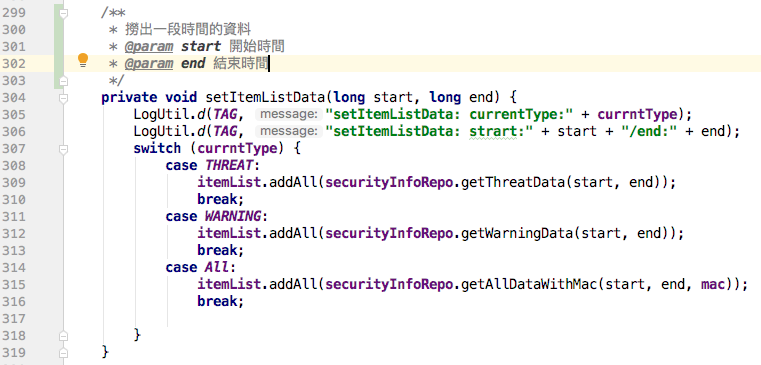 299 /**
300 * 撈出一段時間的資料
301 * @param start 開始時間
302 * @param end 結束時間
303 */
304 private void setItemListData(long start, long end) {
305 LogUtil.d(TAG, message: "setItemListData: currentType:" + currntType);
306 LogUtil.d(TAG, message: "setItemListData: strart:" + start + "/end:" + end);
307 switch (currntType) {
308 case THREAT:
309 itemList.addAll(securityInfoRepo.getThreatData(start, end));
310 break;
311 case WARNING:
312 itemList.addAll(securityInfoRepo.getWarningData(start, end));
313 break;
314 case All:
315 itemList.addAll(securityInfoRepo.getAllDataWithMac(start, end, mac));
316 break;
317
318 }
319 }